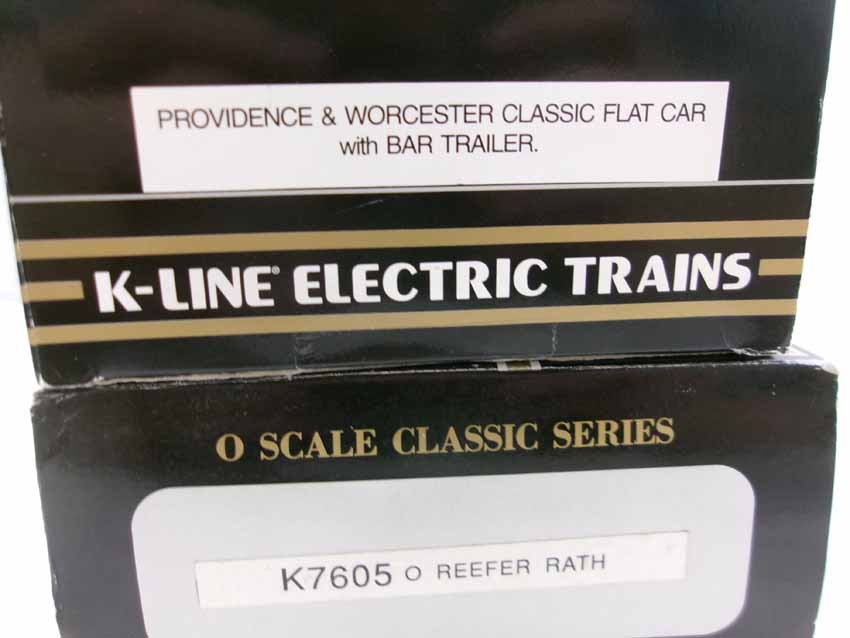 PROVIDENCE & WORCESTER CLASSIC FLAT CAR
with BAR TRAILER.
K-LINE® ELECTRIC TRAINS
O SCALE CLASSIC SERIES
K7605 O REEFER RATH